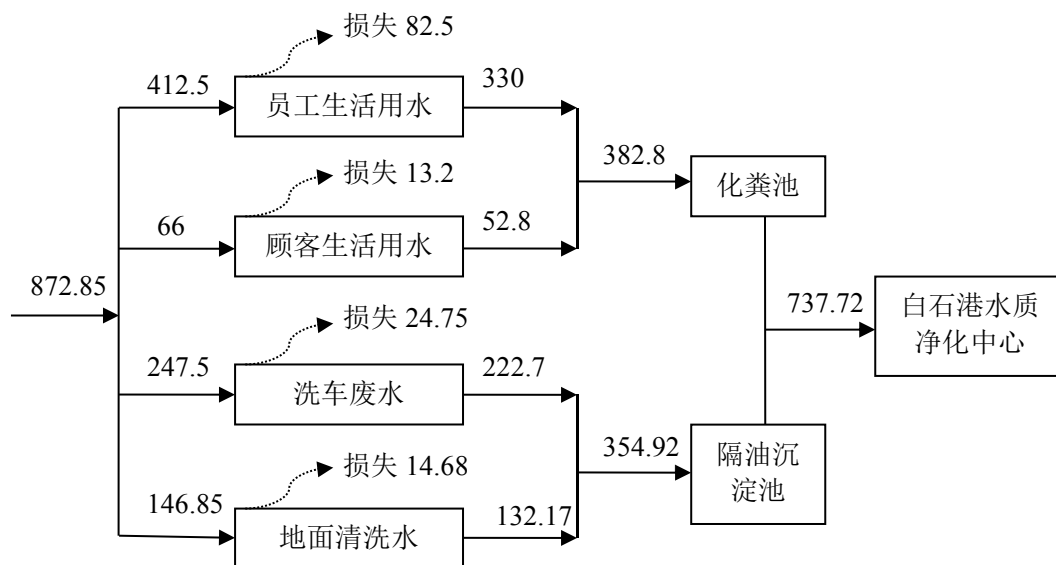 损失 82.5
412.5
员工生活用水
330
382.8
化粪池
损失 13.2
66
顾客生活用水
52.8
872.85
737.72
白石港水质
净化中心
损失 24.75
247.5
洗车废水
222.7
354.92
隔油沉
淀池
损失 14.68
146.85
地面清洗水
132.17